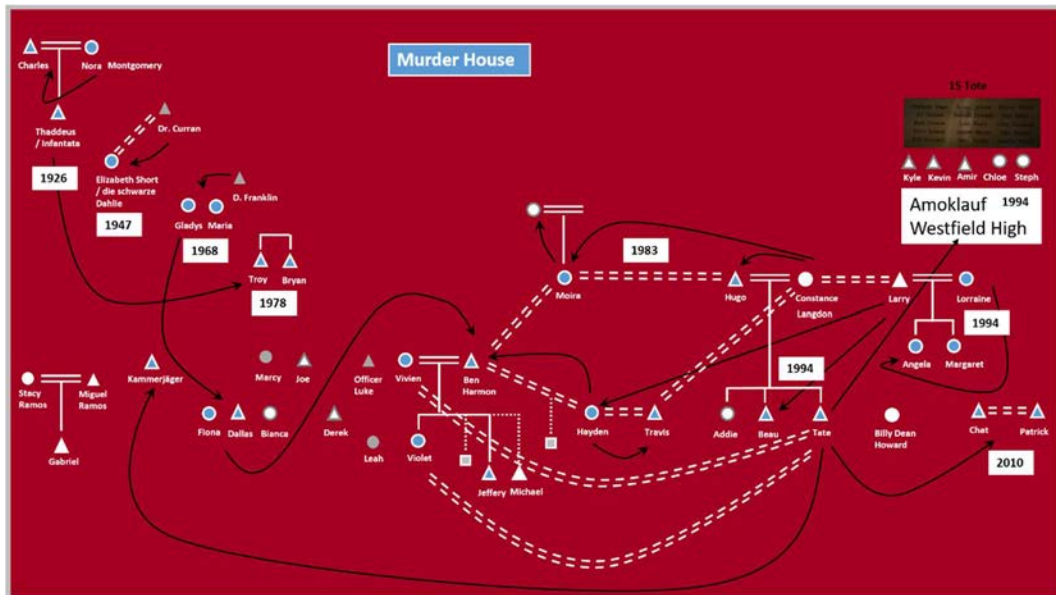 Murder House
Charles
Nora
Montgomery
15 Tote
Thaddeus
/ Infantata
Dr. Curran
1926
Elizabeth Short
/ die schwarze
Dahlie
1947
D. Franklin
Gladys
Maria
1968
Troy
Bryan
1978
Kyle
Kevin
Amir
Chloe
Steph
Amoklauf
1994
Westfield High
1983
Moira
Hugo
Constance
Langdon
Larry
Lorraine
1994
Angela
Margaret
1994
Stacy
Ramos
Miguel
Ramos
Gabriel
Kammerjäger
Marcy
Joe
Officer
Luke
Vivien
Ben
Harmon
Fiona
Dallas
Bianca
Derek
Leah
Violet
Jeffery
Michael
Hayden
Travis
Addie
Beau
Tate
Billy Dean
Howard
Chat
Patrick
2010